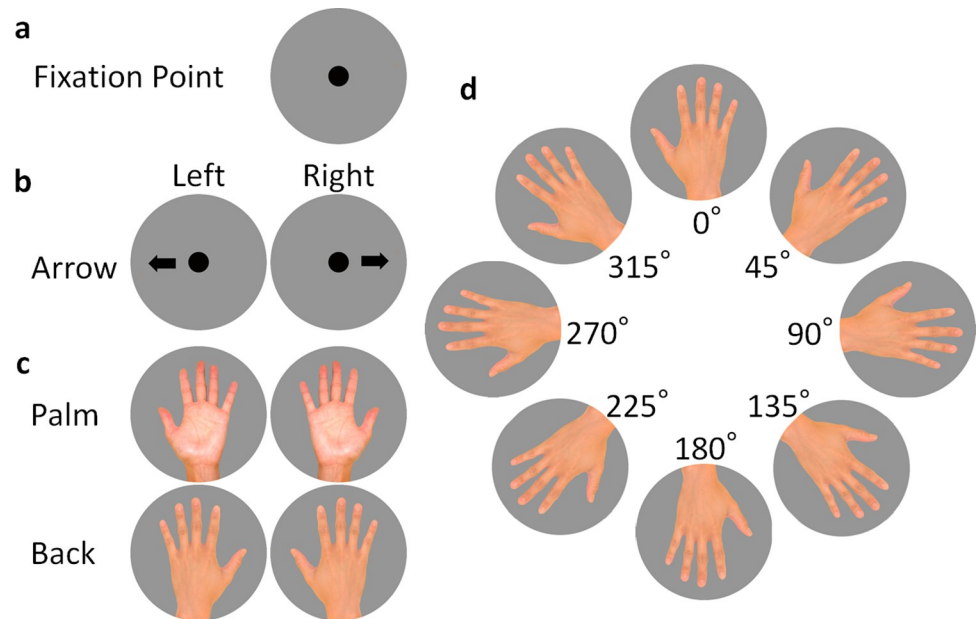 a
Fixation Point
b
Left Right
Arrow
c
Palm
Back
d
0°
45°
90°
135°
180°
225°
270°
315°